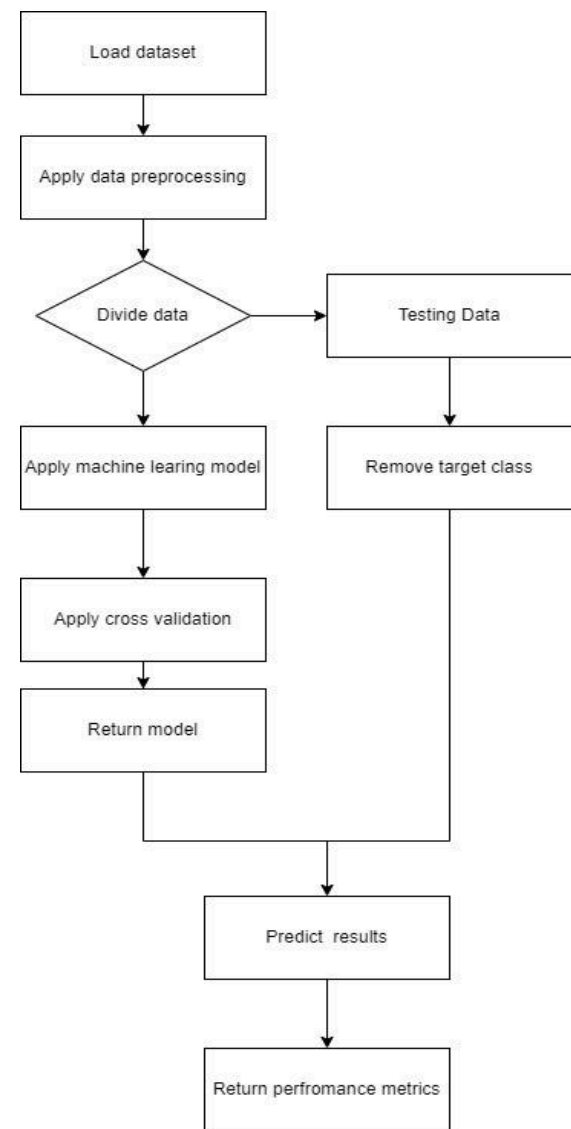 Load dataset
Apply data preprocessing
Divide data
Testing Data
Apply machine learing model
Remove target class
Apply cross validation
Return model
Predict results
Return perfromance metrics